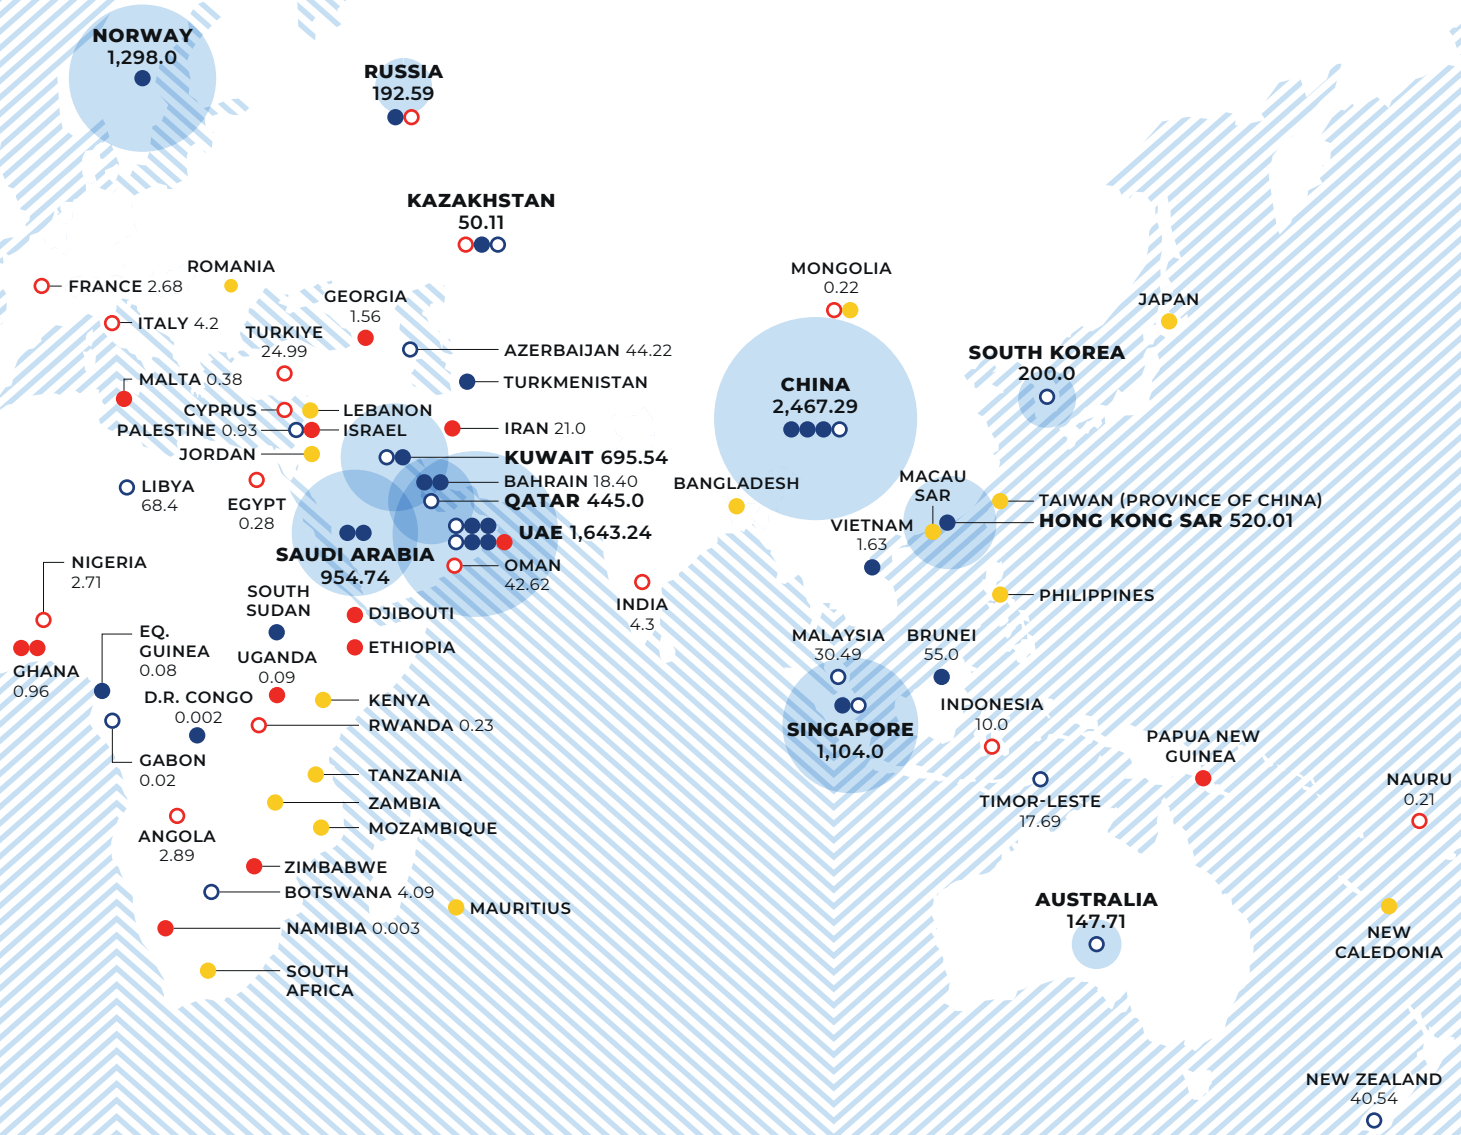 NORWAY
1,298.0
RUSSIA
192.59
KAZAKHSTAN
50.11
ROMANIA
FRANCE 2.68
GEORGIA
1.56
MONGOLIA
0.22
JAPAN
ITALY 4.2
TURKIYE
24.99
AZERBAIJAN 44.22
SOUTH KOREA
200.0
MALTA 0.38
TURKMENISTAN
CHINA
2,467.29
CYPRUS
LEBANON
PALESTINE 0.93
ISRAEL
IRAN 21.0
JORDAN
KUWAIT 695.54
LIBYA
68.4
EGYPT
0.28
BAHRAIN 18.40
QATAR 445.0
BANGLADESH
MACAU
SAR
TAIWAN (PROVINCE OF CHINA)
HONG KONG SAR 520.01
UAE 1,643.24
VIETNAM
1.63
SAUDI ARABIA
954.74
OMAN
42.62
NIGERIA
2.71
SOUTH
SUDAN
INDIA
4.3
PHILIPPINES
DJIBOUTI
EQ.
GUINEA
0.08
MALAYSIA
30.49
BRUNEI
55.0
ETHIOPIA
UGANDA
0.09
GHANA
0.96
D.R. CONGO
0.002
KENYA
INDONESIA
10.0
RWANDA 0.23
SINGAPORE
1,104.0
PAPUA NEW
GUINEA
GABON
0.02
TANZANIA
NAURU
0.21
TIMOR-LESTE
17.69
ZAMBIA
MOZAMBIQUE
ANGOLA
2.89
ZIMBABWE
BOTSWANA 4.09
AUSTRALIA
147.71
MAURITIUS
NAMIBIA 0.003
NEW
CALEDONIA
SOUTH
AFRICA
NEW ZEALAND
40.54